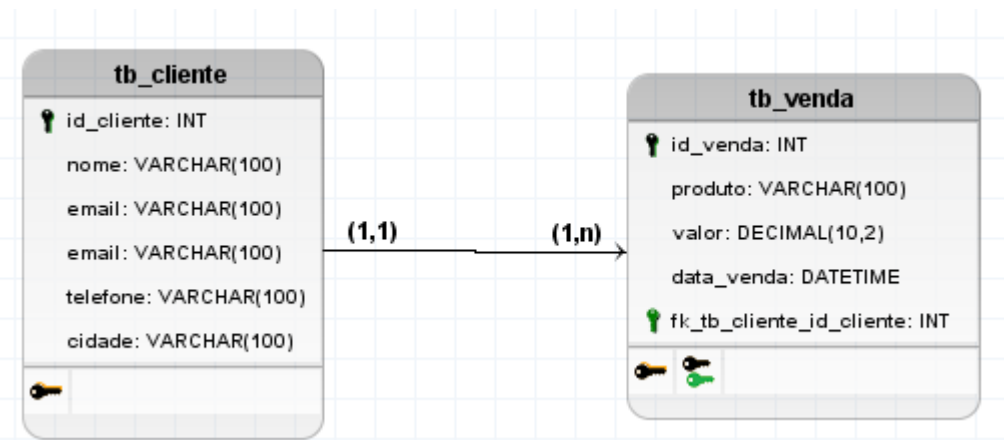 tb_cliente
id_cliente: INT
nome: VARCHAR(100)
email: VARCHAR(100)
email: VARCHAR(100)
telefone: VARCHAR(100)
cidade: VARCHAR(100)
(1,1)
(1,n)
tb_venda
id_venda: INT
produto: VARCHAR(100)
valor: DECIMAL(10,2)
data_venda: DATETIME
fk_tb_cliente_id_cliente: INT